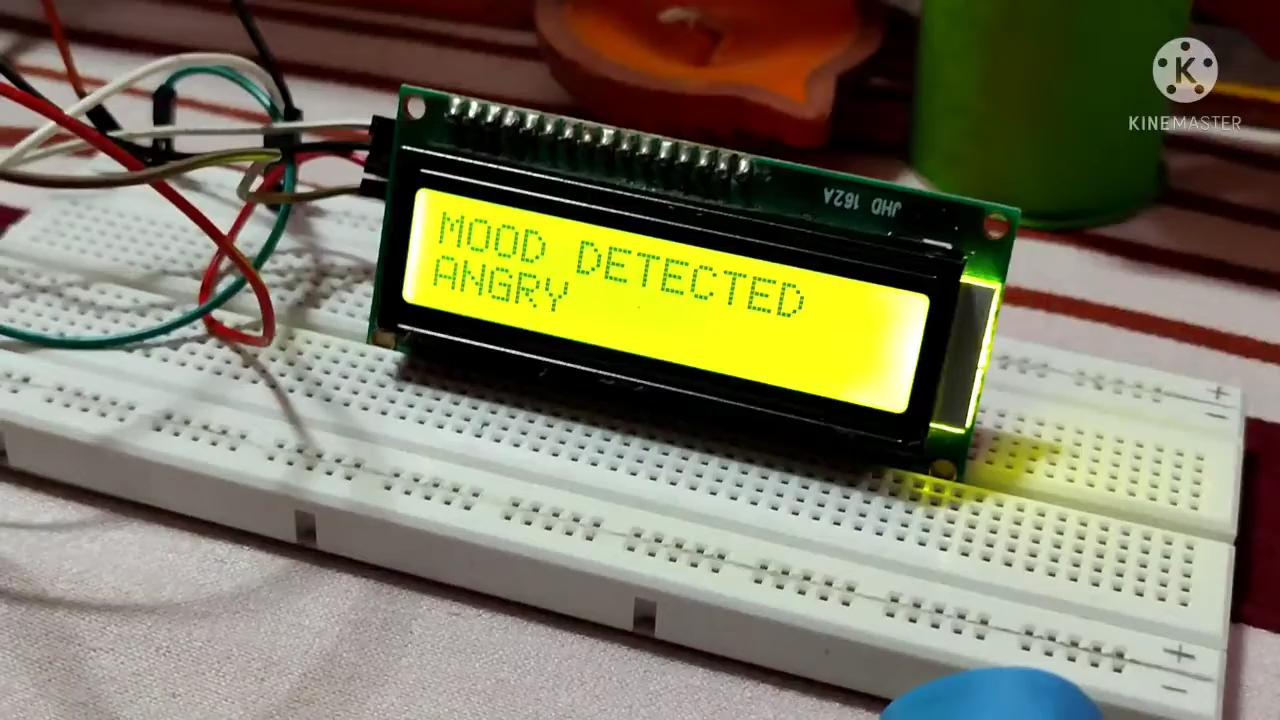 KINEMASTER
JHD 162A
MOOD DETECTED
ANGRY
+
−
+
−